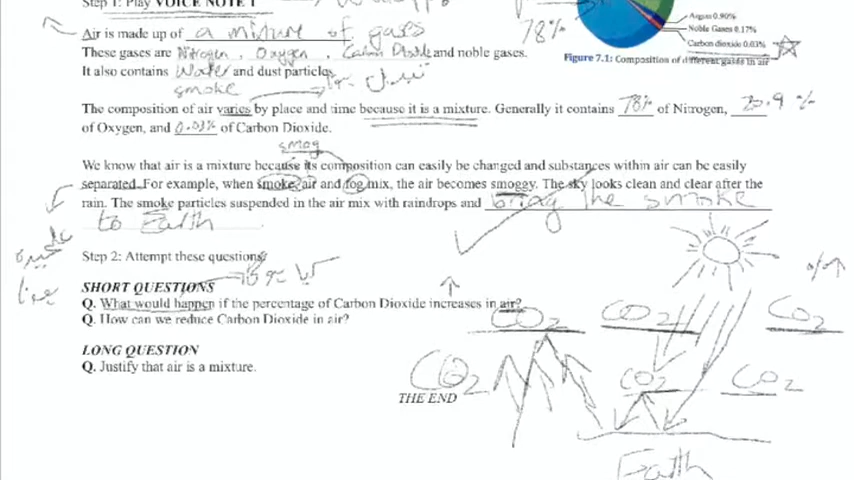 Step 1: Play VOICE NOTE 1
Argon 0.90%
Noble Gases 0.17%
Carbon dioxide 0.03%
78%
Figure 7.1: Composition of different gases in air
Air is made up of a mixture of gases
These gases are Nitrogen, Oxygen, Carbon Dioxide and noble gases.
It also contains Water and dust particles.
smoke
The composition of air varies by place and time because it is a mixture. Generally it contains 78% of Nitrogen, 20.9 %
of Oxygen, and 0.03% of Carbon Dioxide.
smog
We know that air is a mixture because its composition can easily be changed and substances within air can be easily
separated. For example, when smoke, air and fog mix, the air becomes smoggy. The sky looks clean and clear after the
rain. The smoke particles suspended in the air mix with raindrops and bring the smoke
to Earth
علیحدہ
ہونا
Step 2: Attempt these questions:
کیا ہو گا
SHORT QUESTIONS
Q. What would happen if the percentage of Carbon Dioxide increases in air?
Q. How can we reduce Carbon Dioxide in air?
%
CO2 CO2 CO2
LONG QUESTION
Q. Justify that air is a mixture.
CO2 CO2 CO2
THE END
Earth